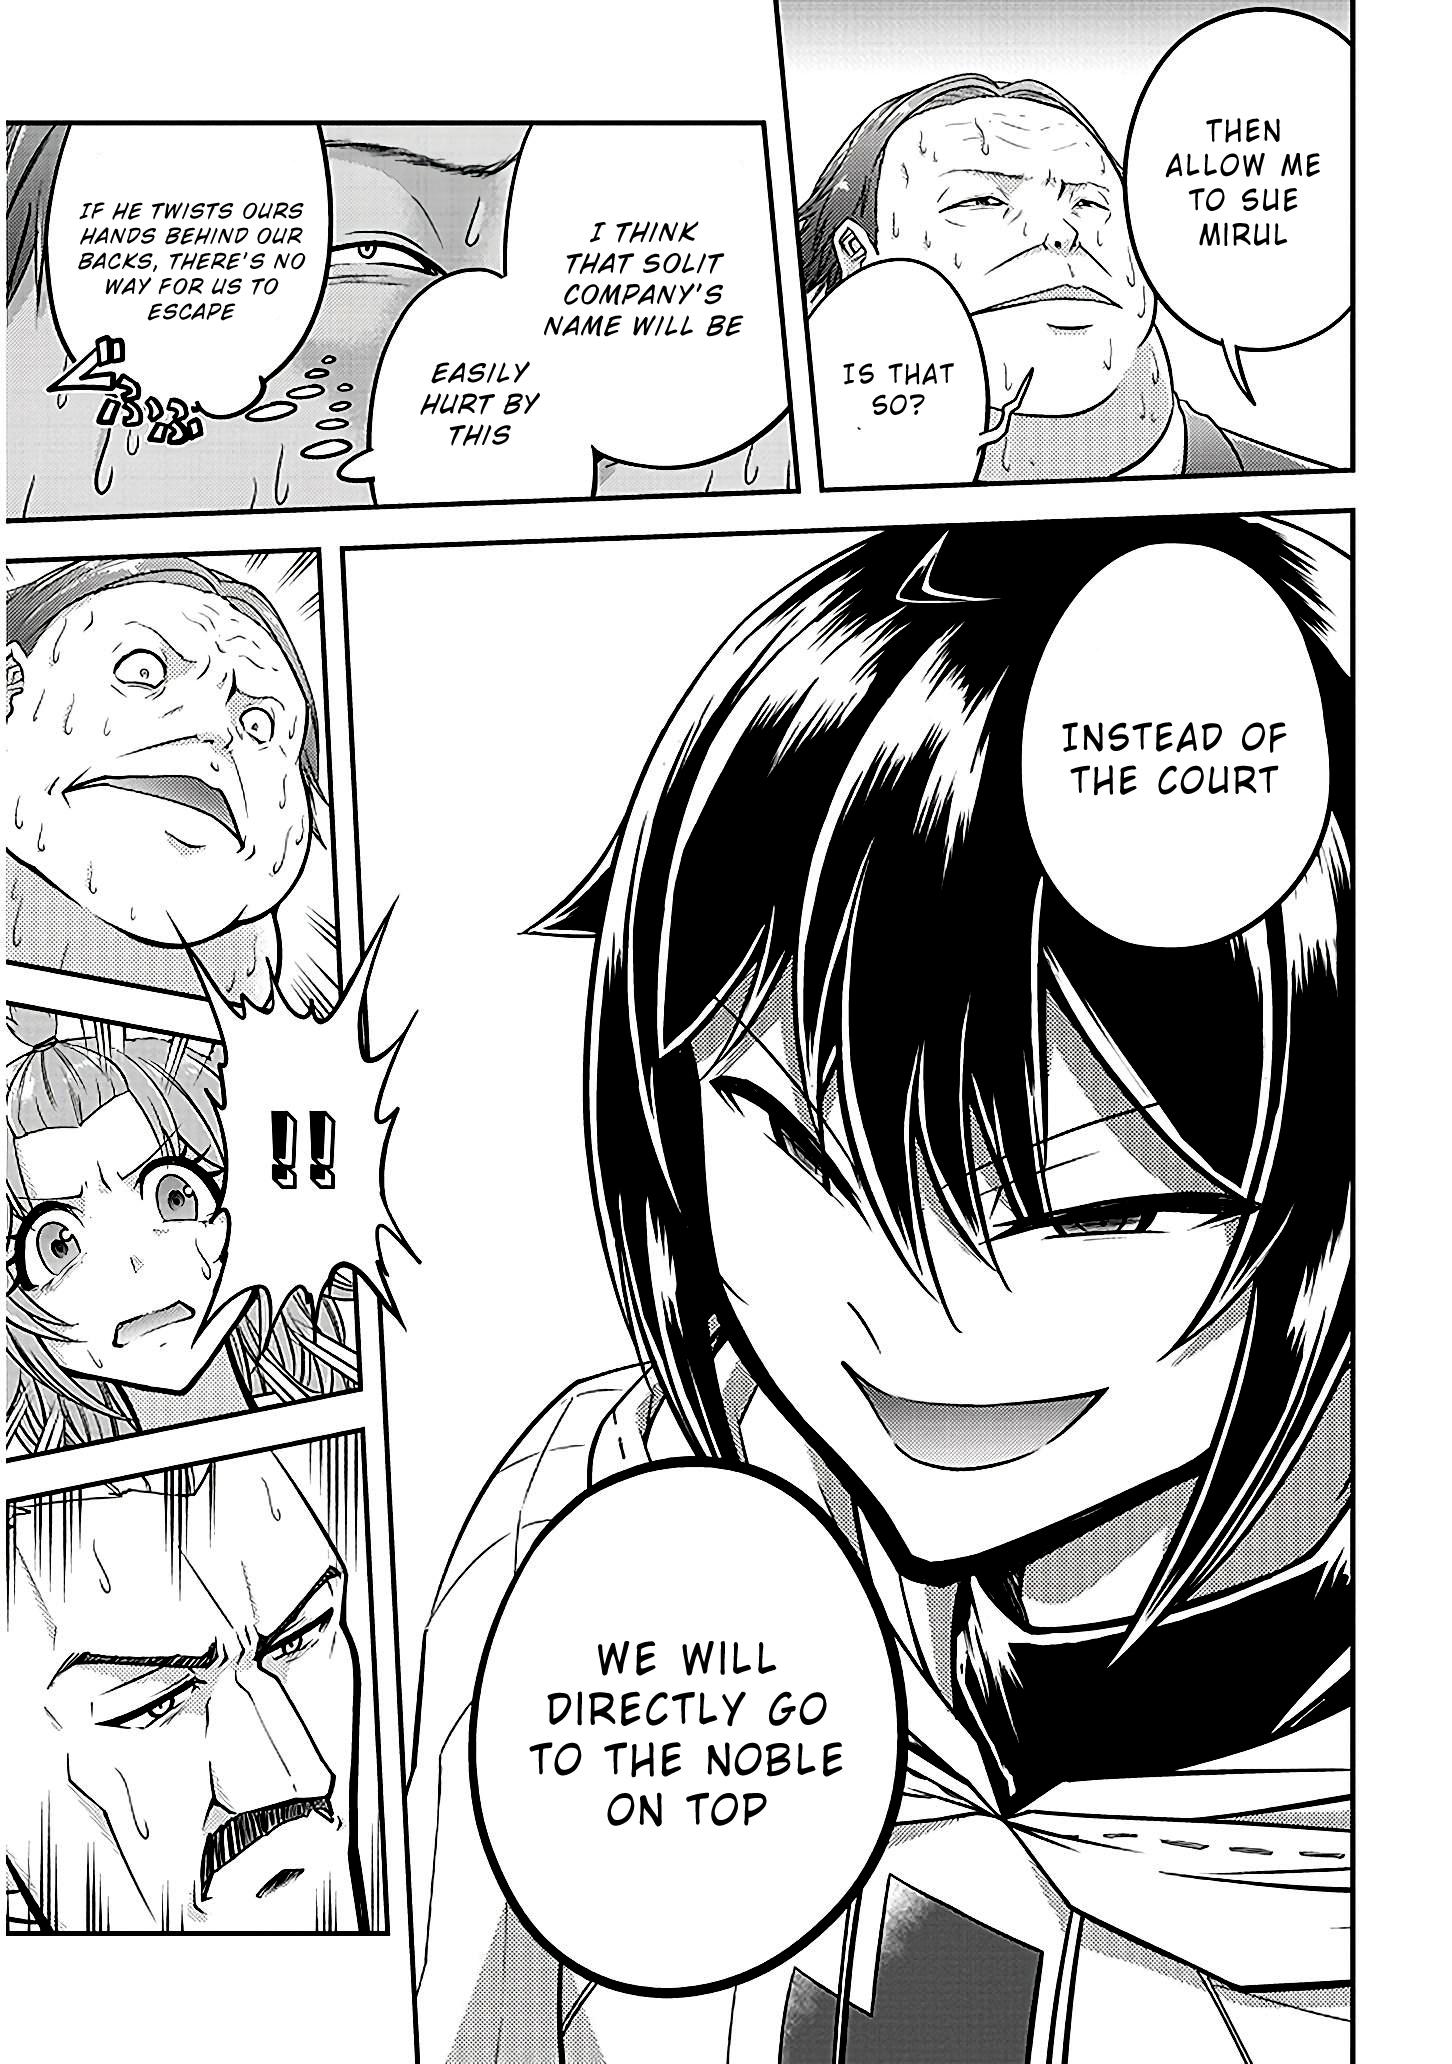 THEN
ALLOW ME
TO SUE
MIRUL
IS THAT
SO?
I THINK
THAT SOLIT
COMPANY'S
NAME WILL BE
EASILY
HURT BY
THIS
IF HE TWISTS OURS
HANDS BEHIND OUR
BACKS, THERE'S NO
WAY FOR US TO
ESCAPE
INSTEAD OF
THE COURT
WE WILL
DIRECTLY GO
TO THE NOBLE
ON TOP
!!